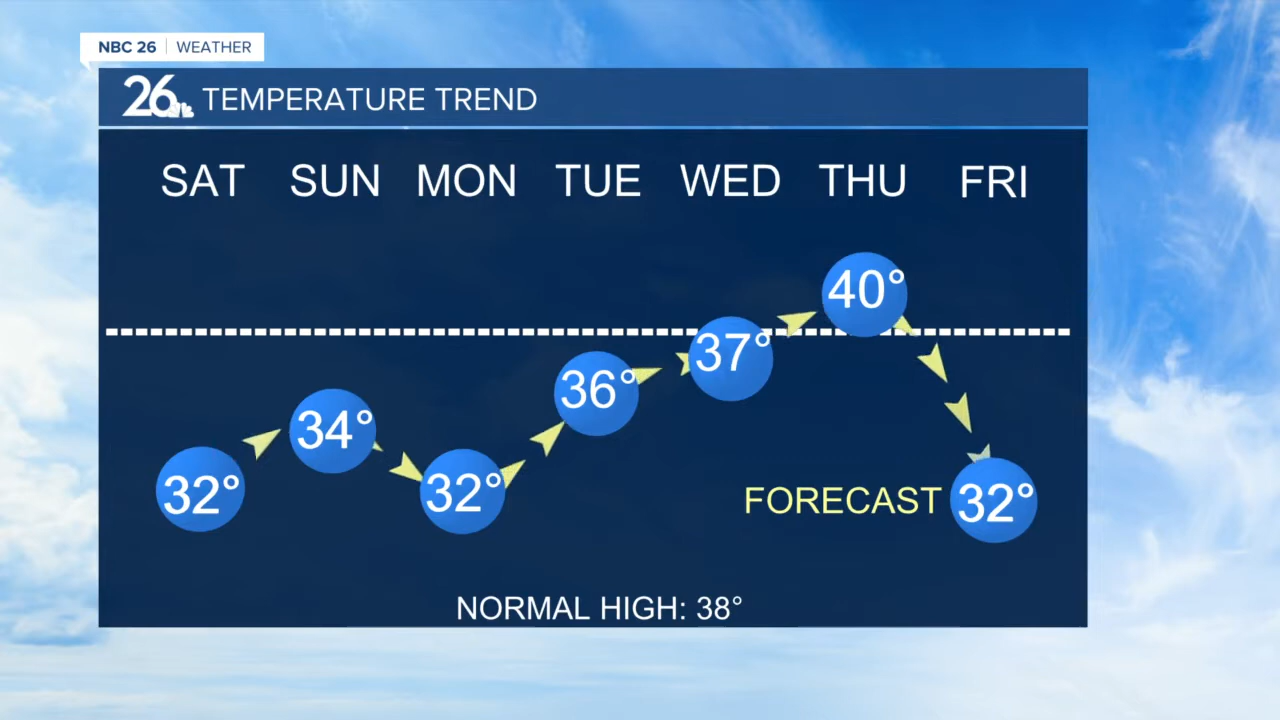 NBC 26 | WEATHER
26 TEMPERATURE TREND
SAT SUN MON TUE WED THU FRI
40°
37°
36°
34°
32° 32° FORECAST 32°
NORMAL HIGH: 38°